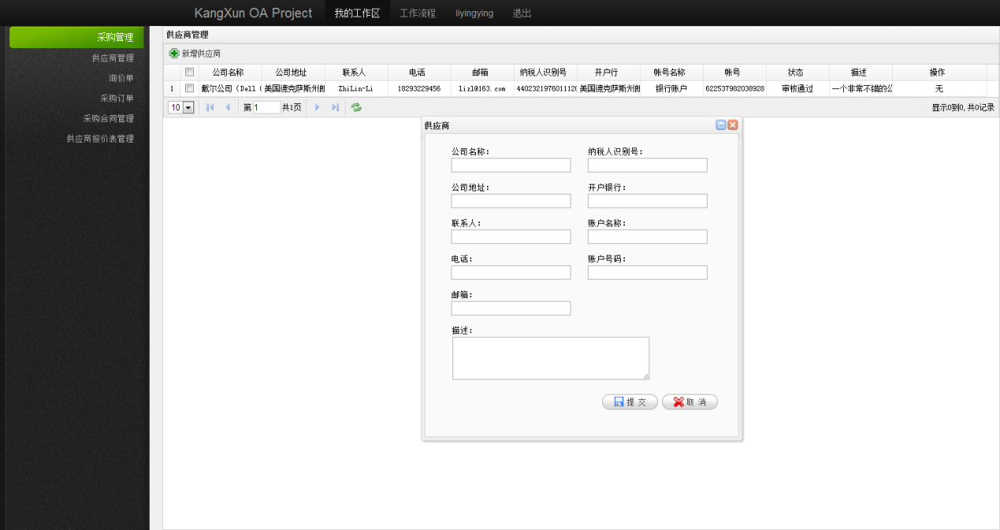 KangXun OA Project 我的工作区 工作流程 liyingying 退出
采购管理
供应商管理
询价单
采购订单
采购合同管理
供应商报价表管理
供应商管理
新增供应商
公司名称 公司地址 联系人 电话 邮箱 纳税人识别号 开户行 帐号名称 帐号 状态 描述 操作
1 戴尔公司（Dell 美国德克萨斯州朗 ZhiLin-Li 18293229456 lizl@163.com 440232197601112 美国德克萨斯州朗 银行账户 622537982038928 审核通过 一个非常不错的公 无
10 第 1 共1页 显示0到0, 共0记录
供应商
公司名称： 纳税人识别号：
公司地址： 开户银行：
联系人： 账户名称：
电话： 账户号码：
邮箱：
描述：
提 交 取 消